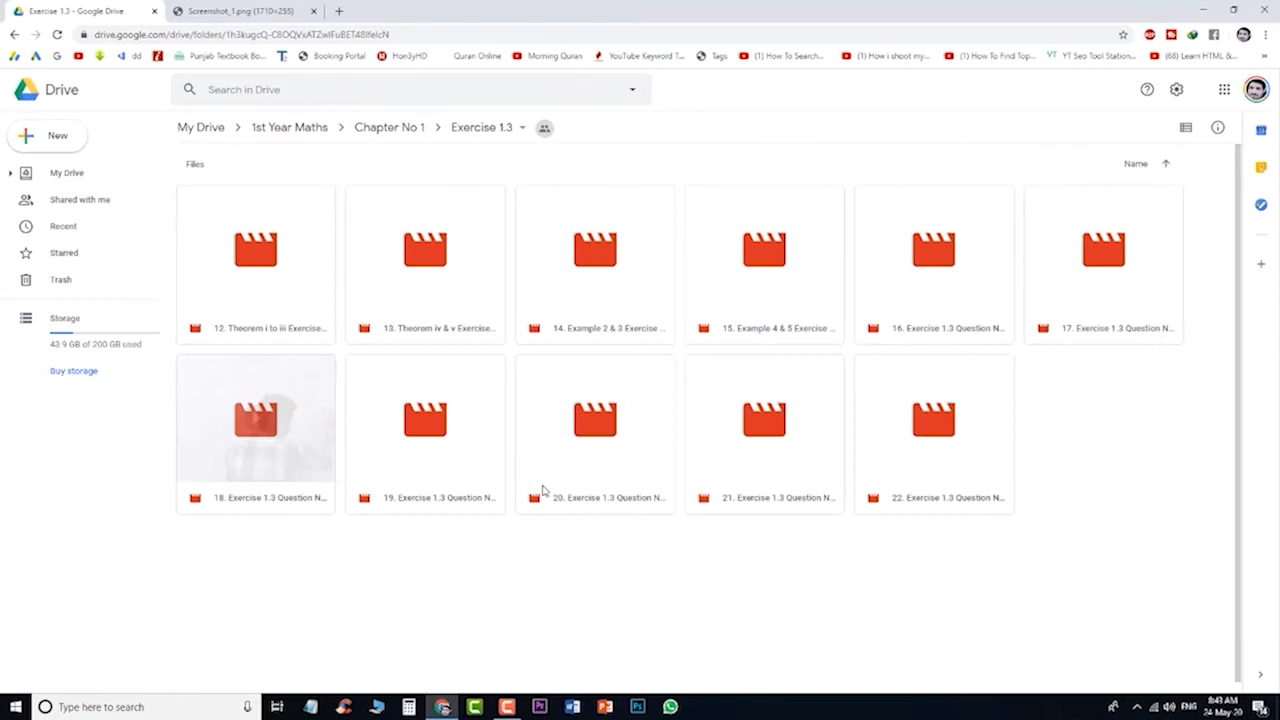 Exercise 1.3 - Google Drive
Screenshot_1.png (1710×255)
dd
Punjab Textbook Bo...
Booking Portal
Hon3yHD
Quran Online
Morning Quran
YouTube Keyword T...
Tags
(1) How To Search...
(1) How i shoot my...
(1) How To Find Top...
YT Seo Tool Station...
(68) Learn HTML &...
Drive
Search in Drive
New
My Drive
1st Year Maths
Chapter No 1
Exercise 1.3
Files
Name
My Drive
Shared with me
Recent
Starred
Trash
Storage
43.9 GB of 200 GB used
Buy storage
12. Theorem i to iii Exercise...
13. Theorem iv & v Exercise...
14. Example 2 & 3 Exercise ...
15. Example 4 & 5 Exercise ...
16. Exercise 1.3 Question N...
17. Exercise 1.3 Question N...
18. Exercise 1.3 Question N...
19. Exercise 1.3 Question N...
20. Exercise 1.3 Question N...
21. Exercise 1.3 Question N...
22. Exercise 1.3 Question N...
Type here to search
ENG
8:43 AM
24-May-20